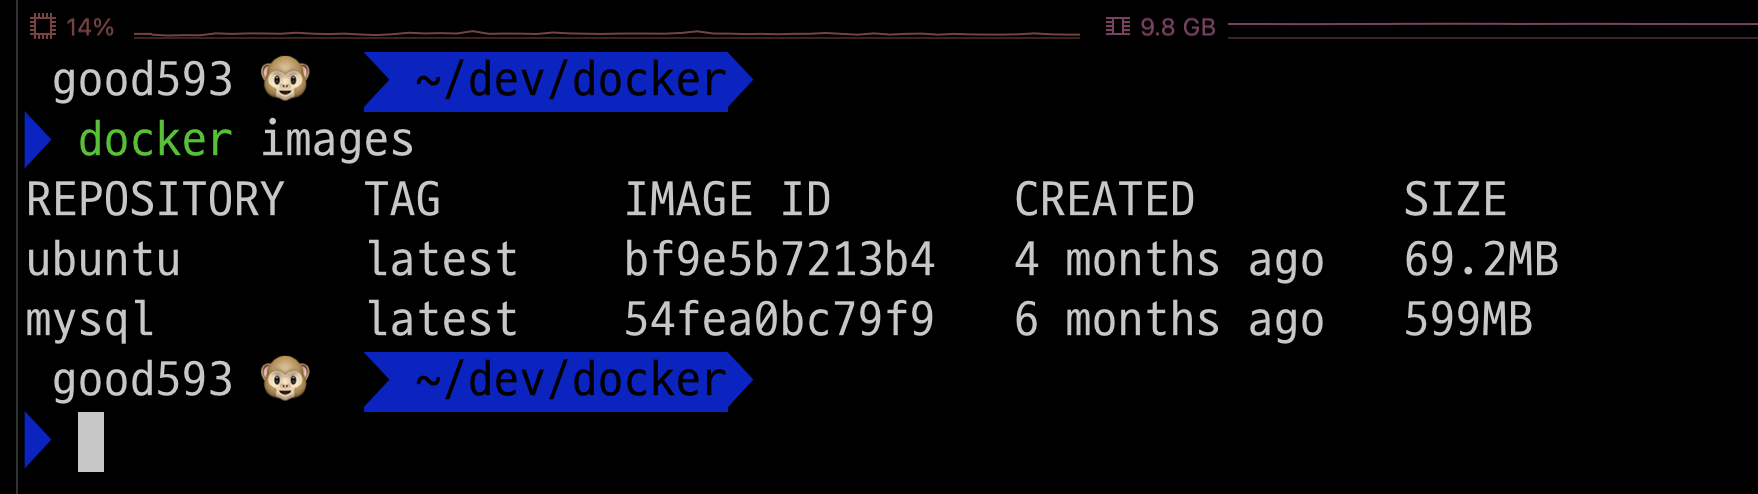 14% 9.8 GB
good593 🐵 ~/dev/docker
docker images
REPOSITORY TAG IMAGE ID CREATED SIZE
ubuntu latest bf9e5b7213b4 4 months ago 69.2MB
mysql latest 54fea0bc79f9 6 months ago 599MB
good593 🐵 ~/dev/docker